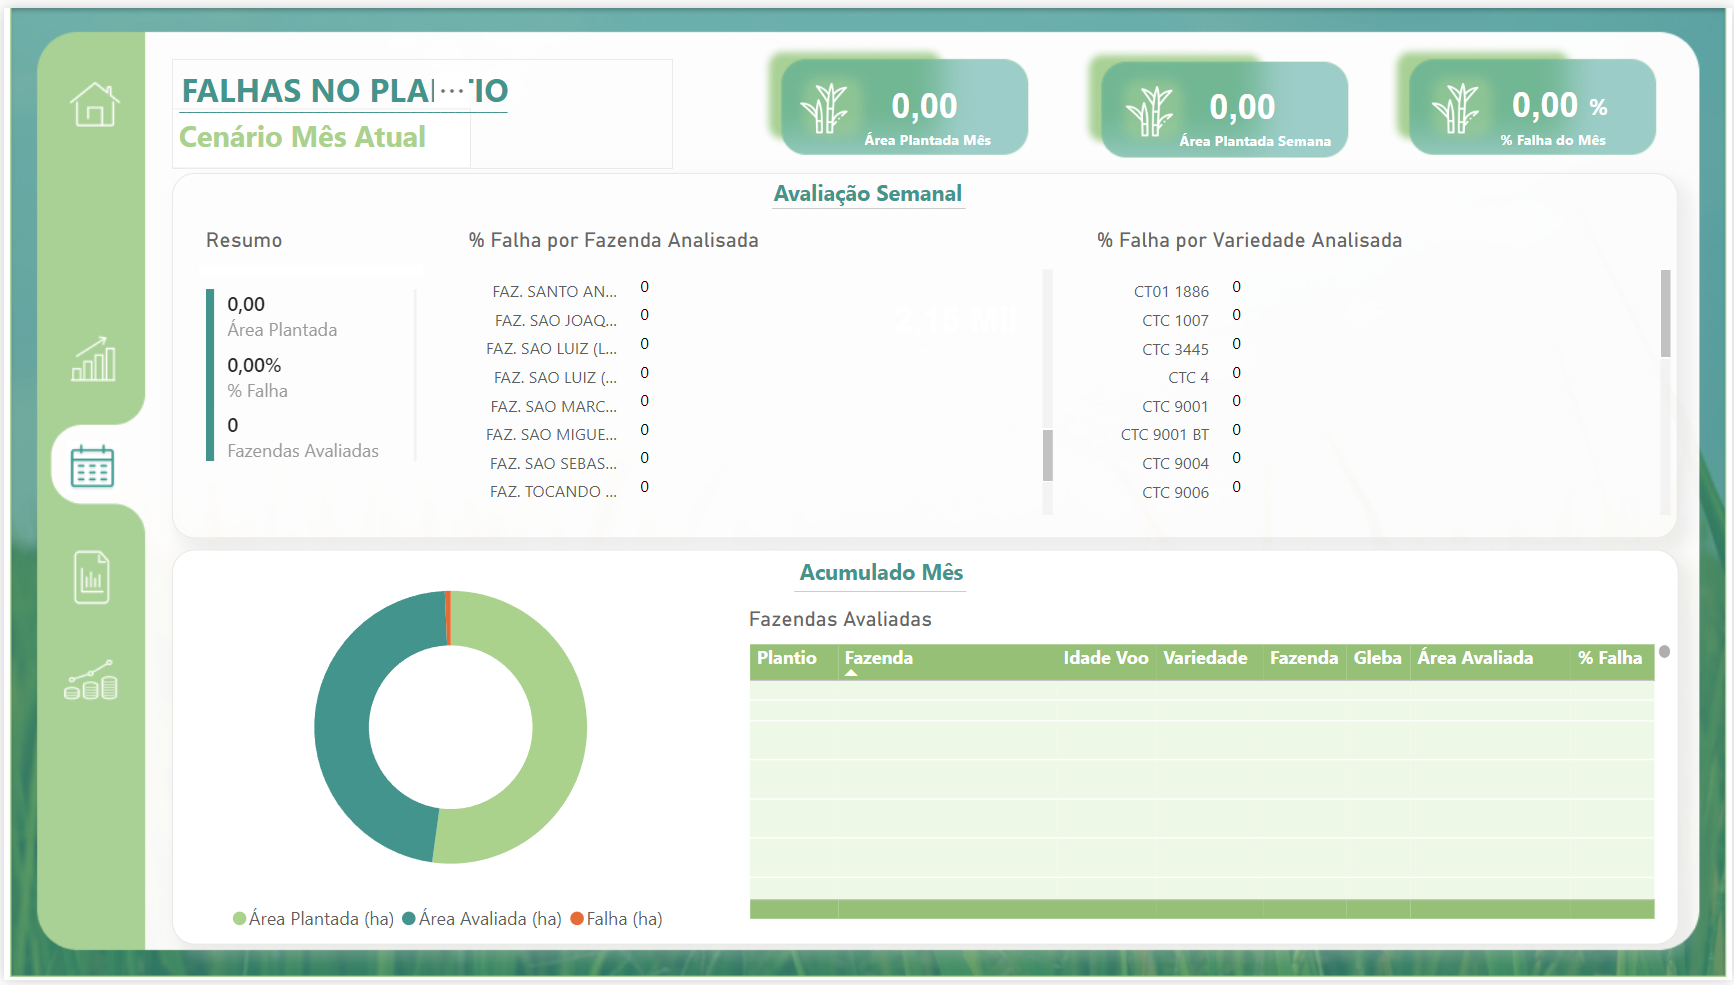 FALHAS NO PLA ··· IO
Cenário Mês Atual
0,00
Área Plantada Mês
0,00
Área Plantada Semana
0,00 %
% Falha do Mês
Avaliação Semanal
Resumo
0,00
Área Plantada
0,00%
% Falha
0
Fazendas Avaliadas
% Falha por Fazenda Analisada
FAZ. SANTO AN... 0
FAZ. SAO JOAQ... 0
FAZ. SAO LUIZ (L... 0
FAZ. SAO LUIZ (... 0
FAZ. SAO MARC... 0
FAZ. SAO MIGUE... 0
FAZ. SAO SEBAS... 0
FAZ. TOCANDO ... 0
% Falha por Variedade Analisada
CT01 1886 0
CTC 1007 0
CTC 3445 0
CTC 4 0
CTC 9001 0
CTC 9001 BT 0
CTC 9004 0
CTC 9006 0
Acumulado Mês
Área Plantada (ha) Área Avaliada (ha) Falha (ha)
Fazendas Avaliadas
Plantio Fazenda Idade Voo Variedade Fazenda Gleba Área Avaliada % Falha